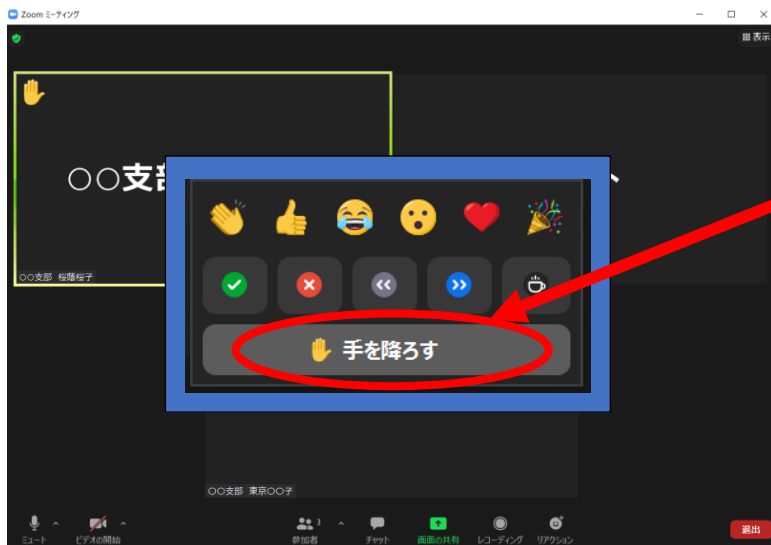 Zoom ミーティング
表示
○○支部
ト
○○支部 桜蔭桜子
手を降ろす
○○支部 東京○○子
3
ミュート
ビデオの開始
参加者
チャット
画面の共有
レコーディング
リアクション
退出